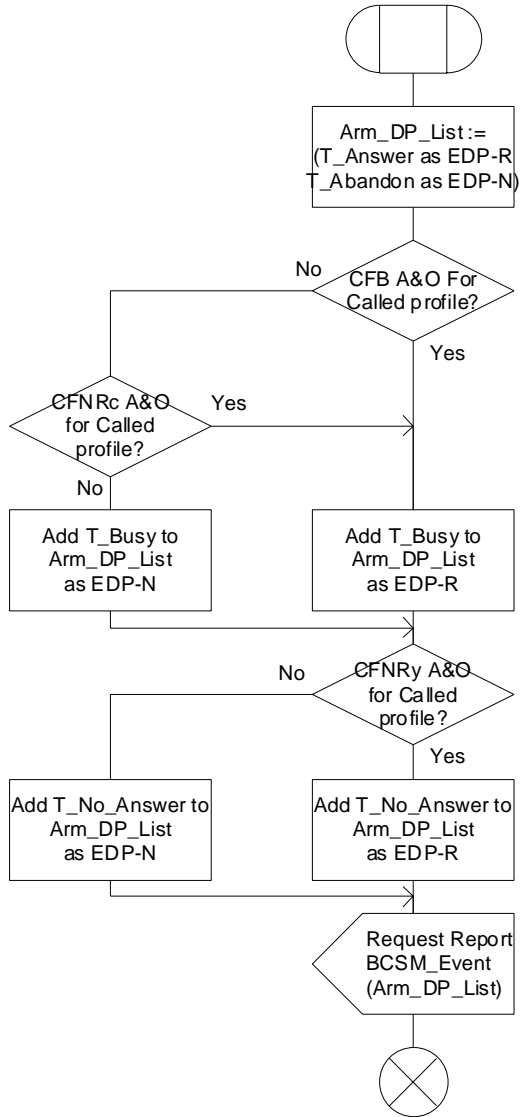 Arm_DP_List :=
(T_Answer as EDP-R
T_Abandon as EDP-N)
No
CFB A&O For
Called profile?
Yes
CFNRc A&O
for Called
profile?
Yes
No
Add T_Busy to
Arm_DP_List
as EDP-N
Add T_Busy to
Arm_DP_List
as EDP-R
No
CFNRy A&O
for Called
profile?
Yes
Add T_No_Answer to
Arm_DP_List
as EDP-N
Add T_No_Answer to
Arm_DP_List
as EDP-R
Request Report
BCSM_Event
(Arm_DP_List)